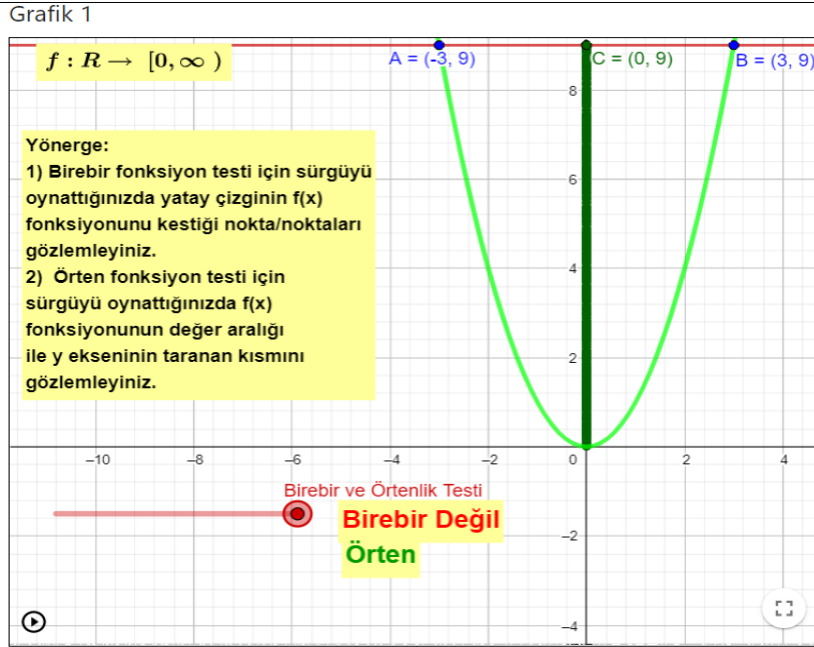 Grafik 1
f : R → [0, ∞ )
A = (-3, 9)
C = (0, 9)
B = (3, 9)
Yönerge:
1) Birebir fonksiyon testi için sürgüyü
oynattığınızda yatay çizginin f(x)
fonksiyonunu kestiği nokta/noktaları
gözlemleyiniz.
2) Örten fonksiyon testi için
sürgüyü oynattığınızda f(x)
fonksiyonunun değer aralığı
ile y ekseninin taranan kısmını
gözlemleyiniz.
8
6
4
2
–10 –8 –6 –4 –2 0 2 4
Birebir ve Örtenlik Testi
Birebir Değil
Örten
–2
–4